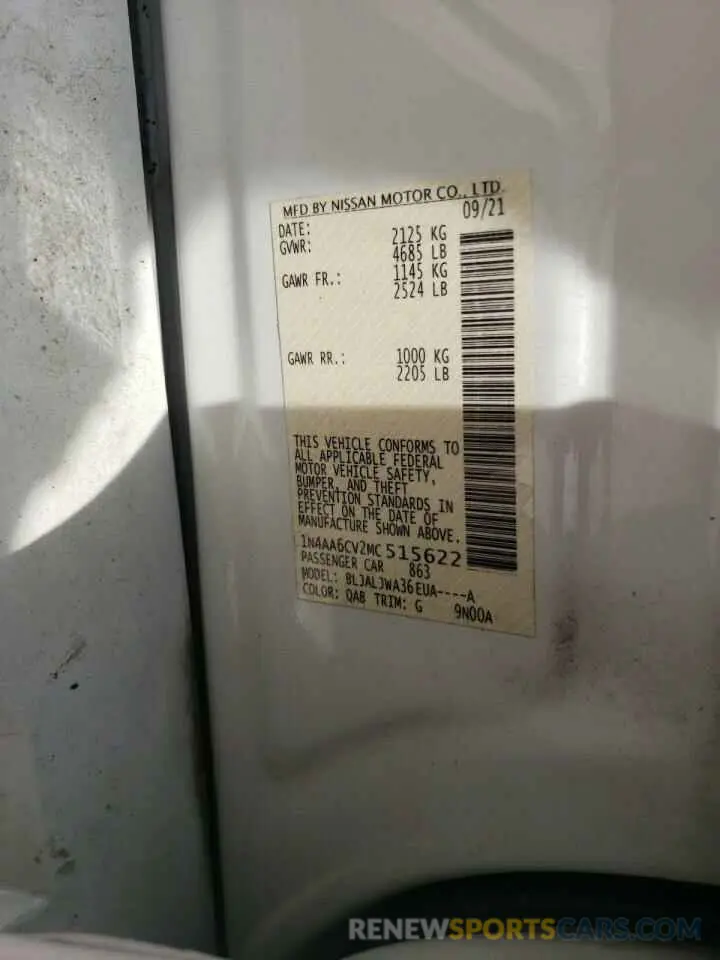 MFD BY NISSAN MOTOR CO., LTD.
DATE: 09/21
GVWR: 2125 KG
4685 LB
GAWR FR.: 1145 KG
2524 LB
GAWR RR.: 1000 KG
2205 LB
THIS VEHICLE CONFORMS TO
ALL APPLICABLE FEDERAL
MOTOR VEHICLE SAFETY,
BUMPER, AND THEFT
PREVENTION STANDARDS IN
EFFECT ON THE DATE OF
MANUFACTURE SHOWN ABOVE.
1N4AA6CV2MC515622
PASSENGER CAR 863
MODEL: BLJALJWA36EUA----A
COLOR: QAB TRIM: G 9N00A
RENEWSPORTSCARS.COM